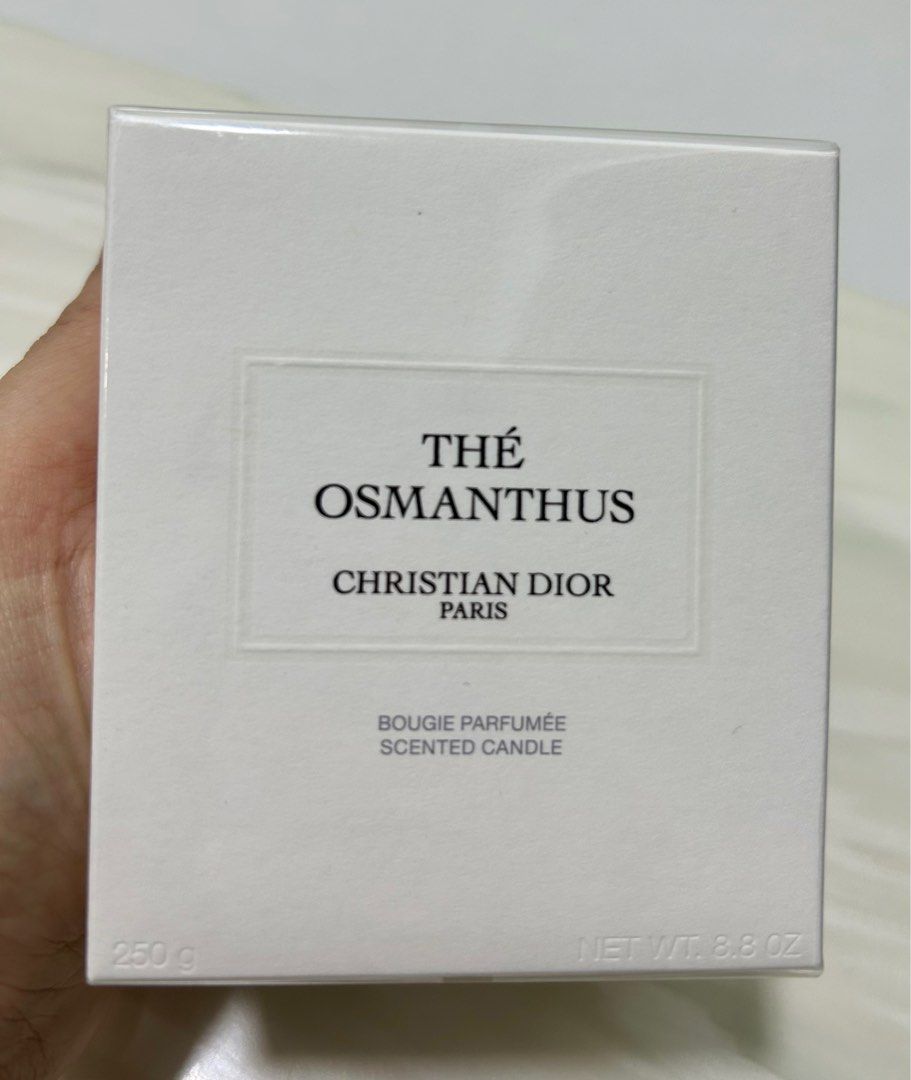 THÉ
OSMANTHUS
CHRISTIAN DIOR
PARIS
BOUGIE PARFUMÉE
SCENTED CANDLE
250 g
NET WT. 8.8 OZ